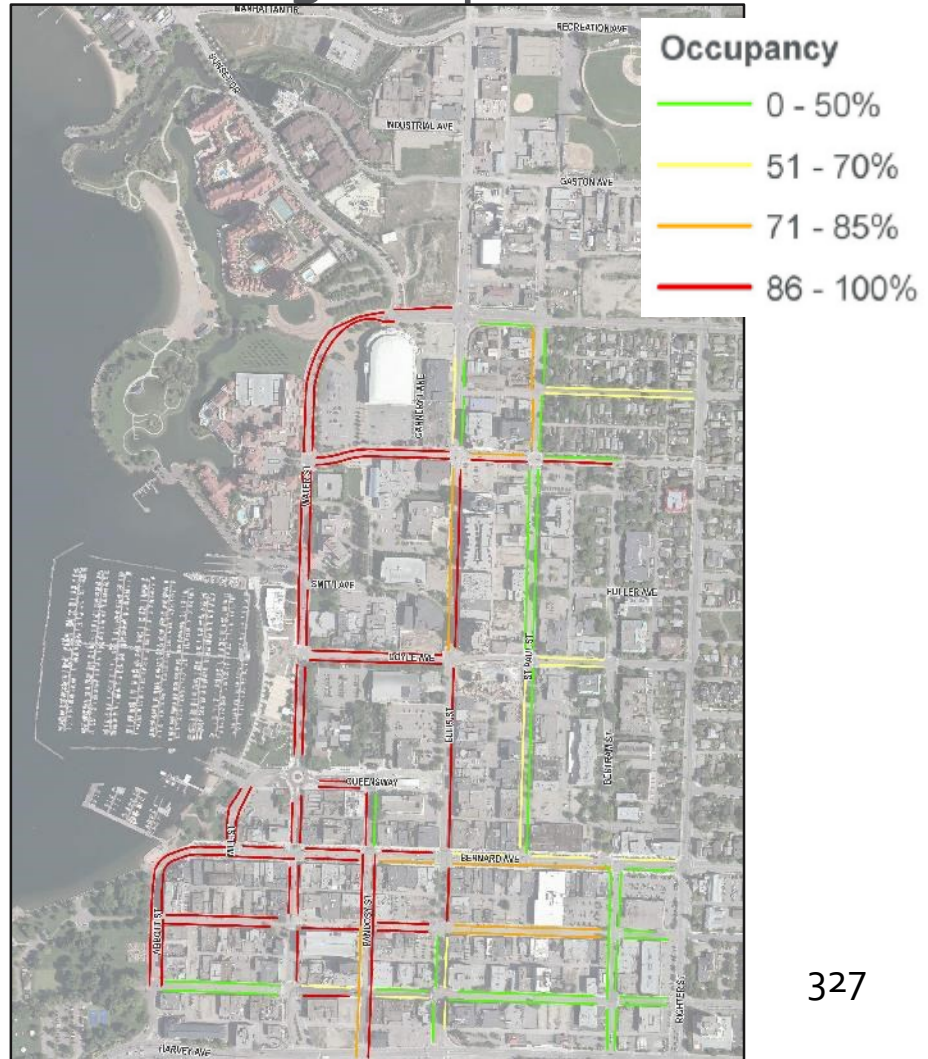 MANHATTAN DR
RECREATION AVE
SUNSET DR
INDUSTRIAL AVE
GASTON AVE
Occupancy
0 - 50%
51 - 70%
71 - 85%
86 - 100%
WATER ST
SMITH AVE
FULLER AVE
DOYLE AVE
ST PAUL ST
ELLIS ST
BERTRAM ST
QUEENSWAY
MILL ST
BERNARD AVE
ABBOTT ST
PANDOSY ST
RICHTER ST
HARVEY AVE
327